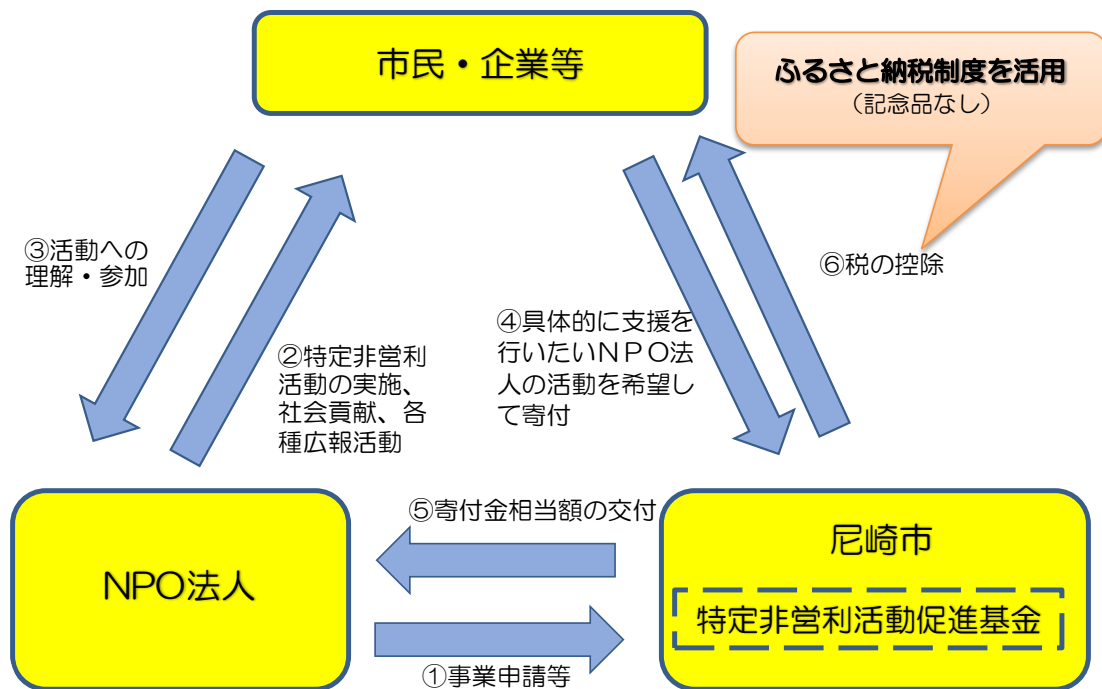 市民・企業等
ふるさと納税制度を活用
（記念品なし）
③活動への
理解・参加
②特定非営利
活動の実施、
社会貢献、各
種広報活動
④具体的に支援を
行いたいＮＰＯ法
人の活動を希望し
て寄付
⑥税の控除
⑤寄付金相当額の交付
NPO法人
尼崎市
特定非営利活動促進基金
①事業申請等